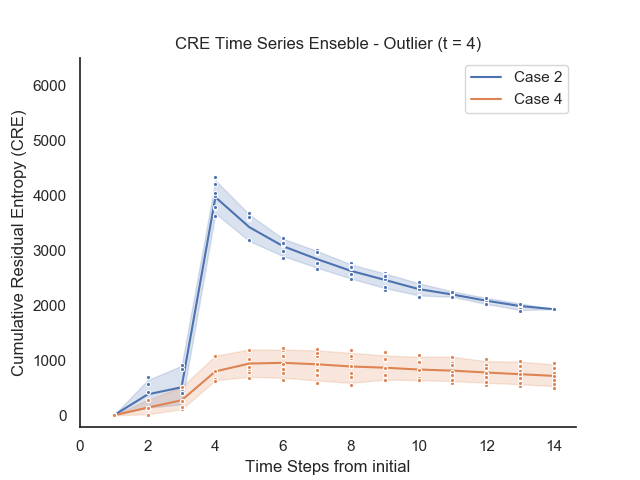 CRE Time Series Enseble - Outlier (t = 4)
Case 2
Case 4
Cumulative Residual Entropy (CRE)
6000
5000
4000
3000
2000
1000
0
0 2 4 6 8 10 12 14
Time Steps from initial